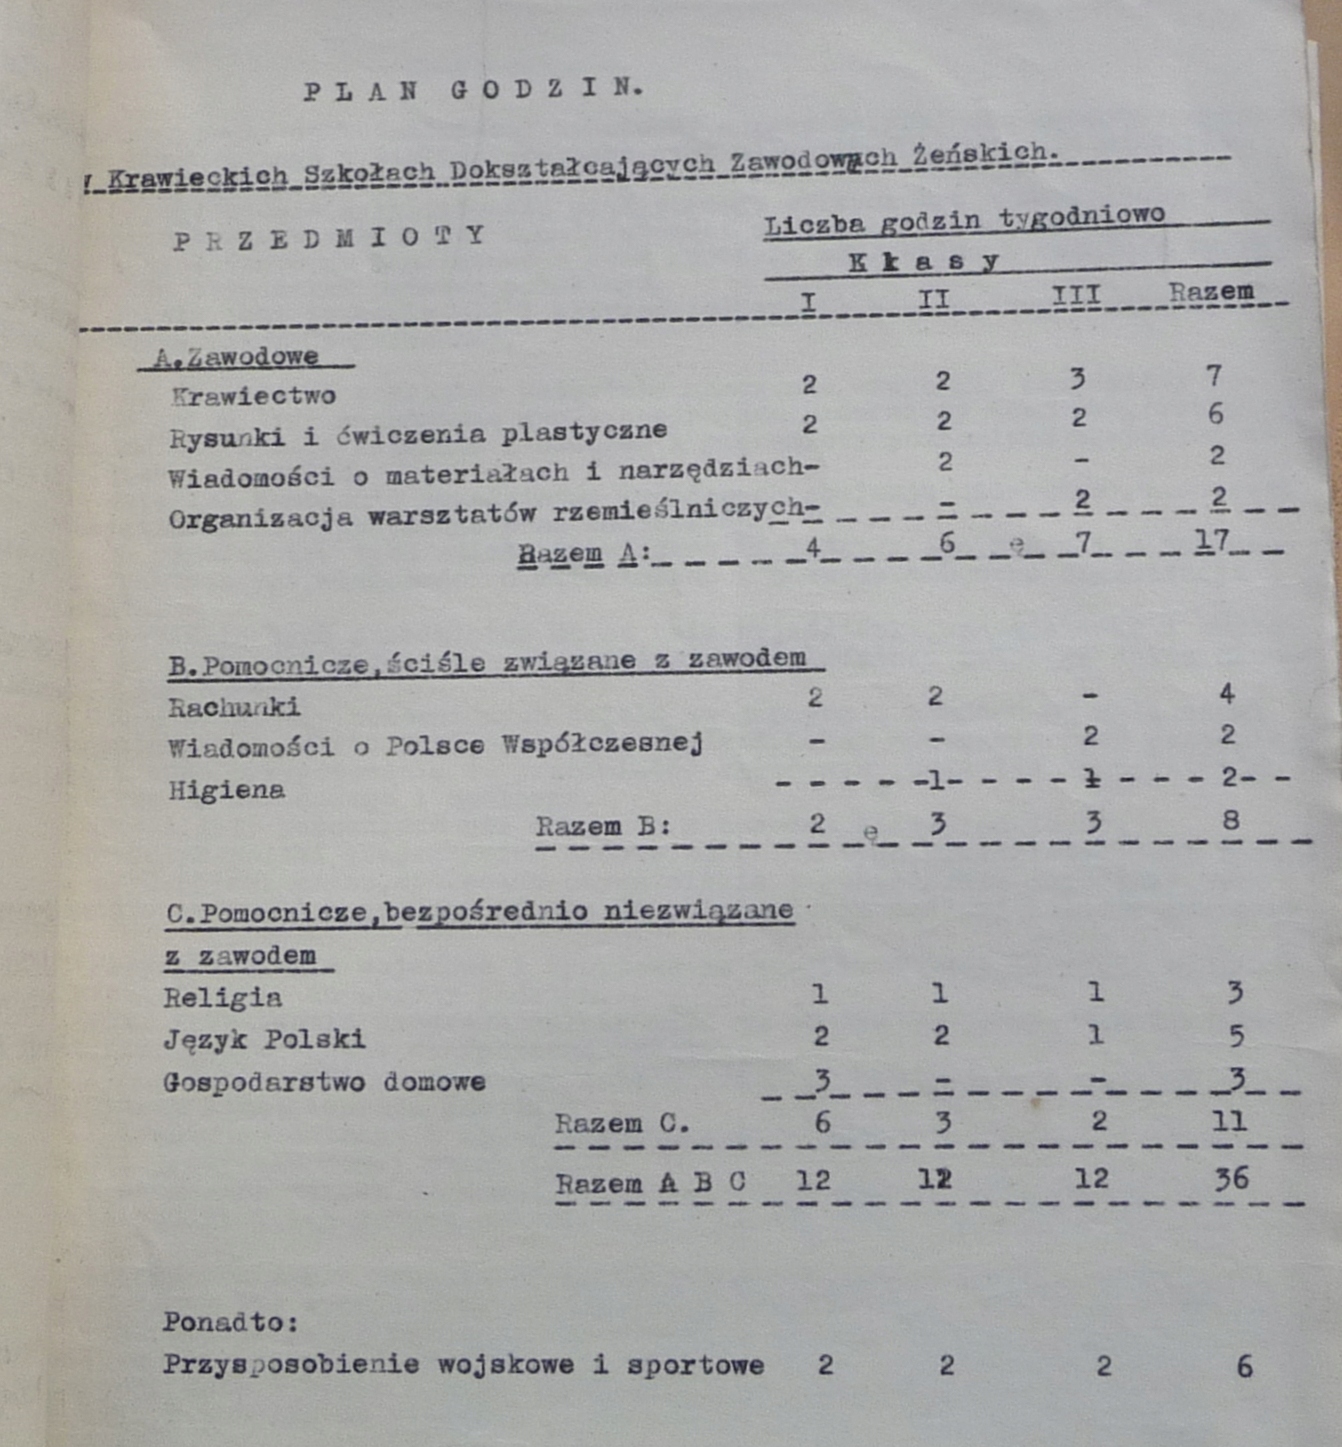 PLAN GODZIN.
w Krawieckich Szkołach Dokształcających Zawodowych Żeńskich.
PRZEDMIOTY Liczba godzin tygodniowo
Kkasy
I II III Razem
A.Zawodowe
Krawiectwo 2 2 3 7
Rysunki i ćwiczenia plastyczne 2 2 2 6
Wiadomości o materiałach i narzędziach- 2 - 2
Organizacja warsztatów rzemieślniczych- - 2 2
Razem A: 4 6 e 7 17
B.Pomocnicze,ściśle związane z zawodem
Rachunki 2 2 - 4
Wiadomości o Polsce Współczesnej - - 2 2
Higiena - 1 1 2
Razem B: 2 e 3 3 8
C.Pomocnicze,bezpośrednio niezwiązane
z zawodem
Religia 1 1 1 3
Język Polski 2 2 1 5
Gospodarstwo domowe 3 - - 3
Razem C. 6 3 2 11
Razem A B C 12 12 12 36
Ponadto:
Przysposobienie wojskowe i sportowe 2 2 2 6